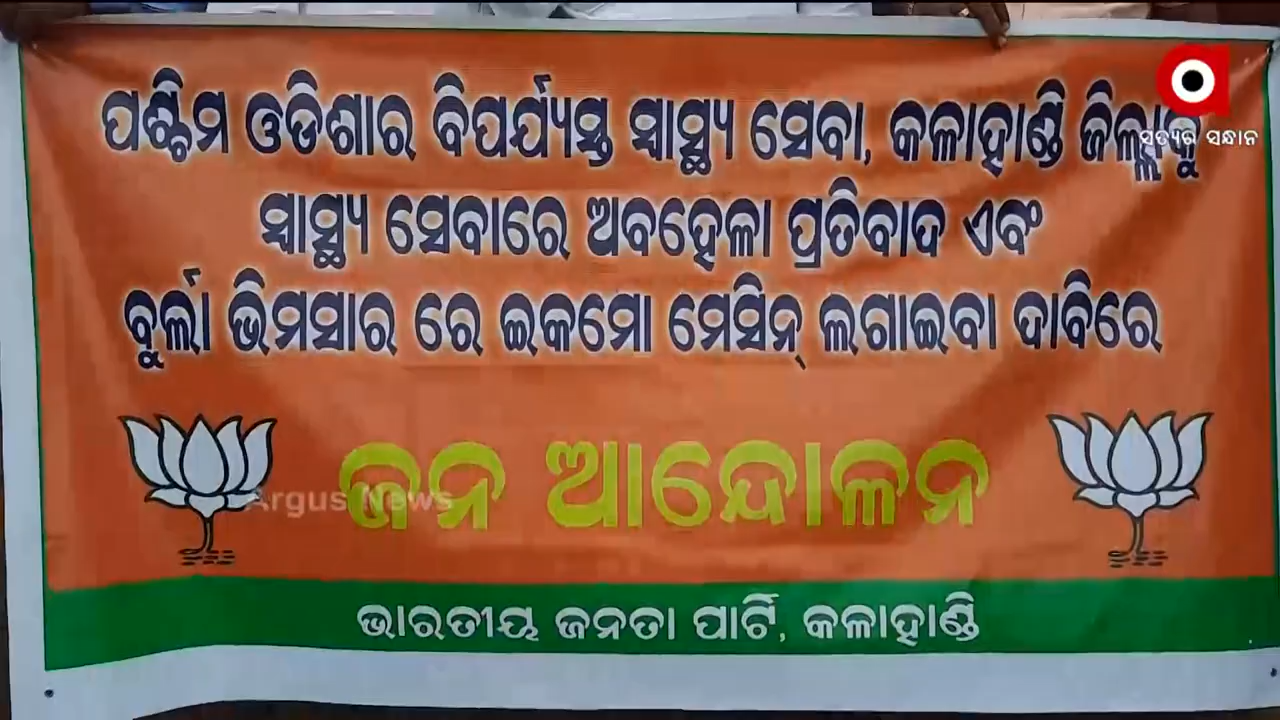 ପଶ୍ଚିମ ଓଡିଶାର ବିପର୍ଯ୍ୟସ୍ତ ସ୍ୱାସ୍ଥ୍ୟ ସେବା, କଳାହାଣ୍ଡି ଜିଲ୍ଲାକୁ
ସତ୍ୟର ସନ୍ଧାନ
ସ୍ୱାସ୍ଥ୍ୟ ସେବାରେ ଅବହେଳା ପ୍ରତିବାଦ ଏବଂ
ବୁର୍ଲା ଭିମସାର ରେ ଇକମୋ ମେସିନ୍ ଲଗାଇବା ଦାବିରେ
ଜନ ଆନ୍ଦୋଳନ
Argus News
ଭାରତୀୟ ଜନତା ପାର୍ଟି, କଳାହାଣ୍ଡି